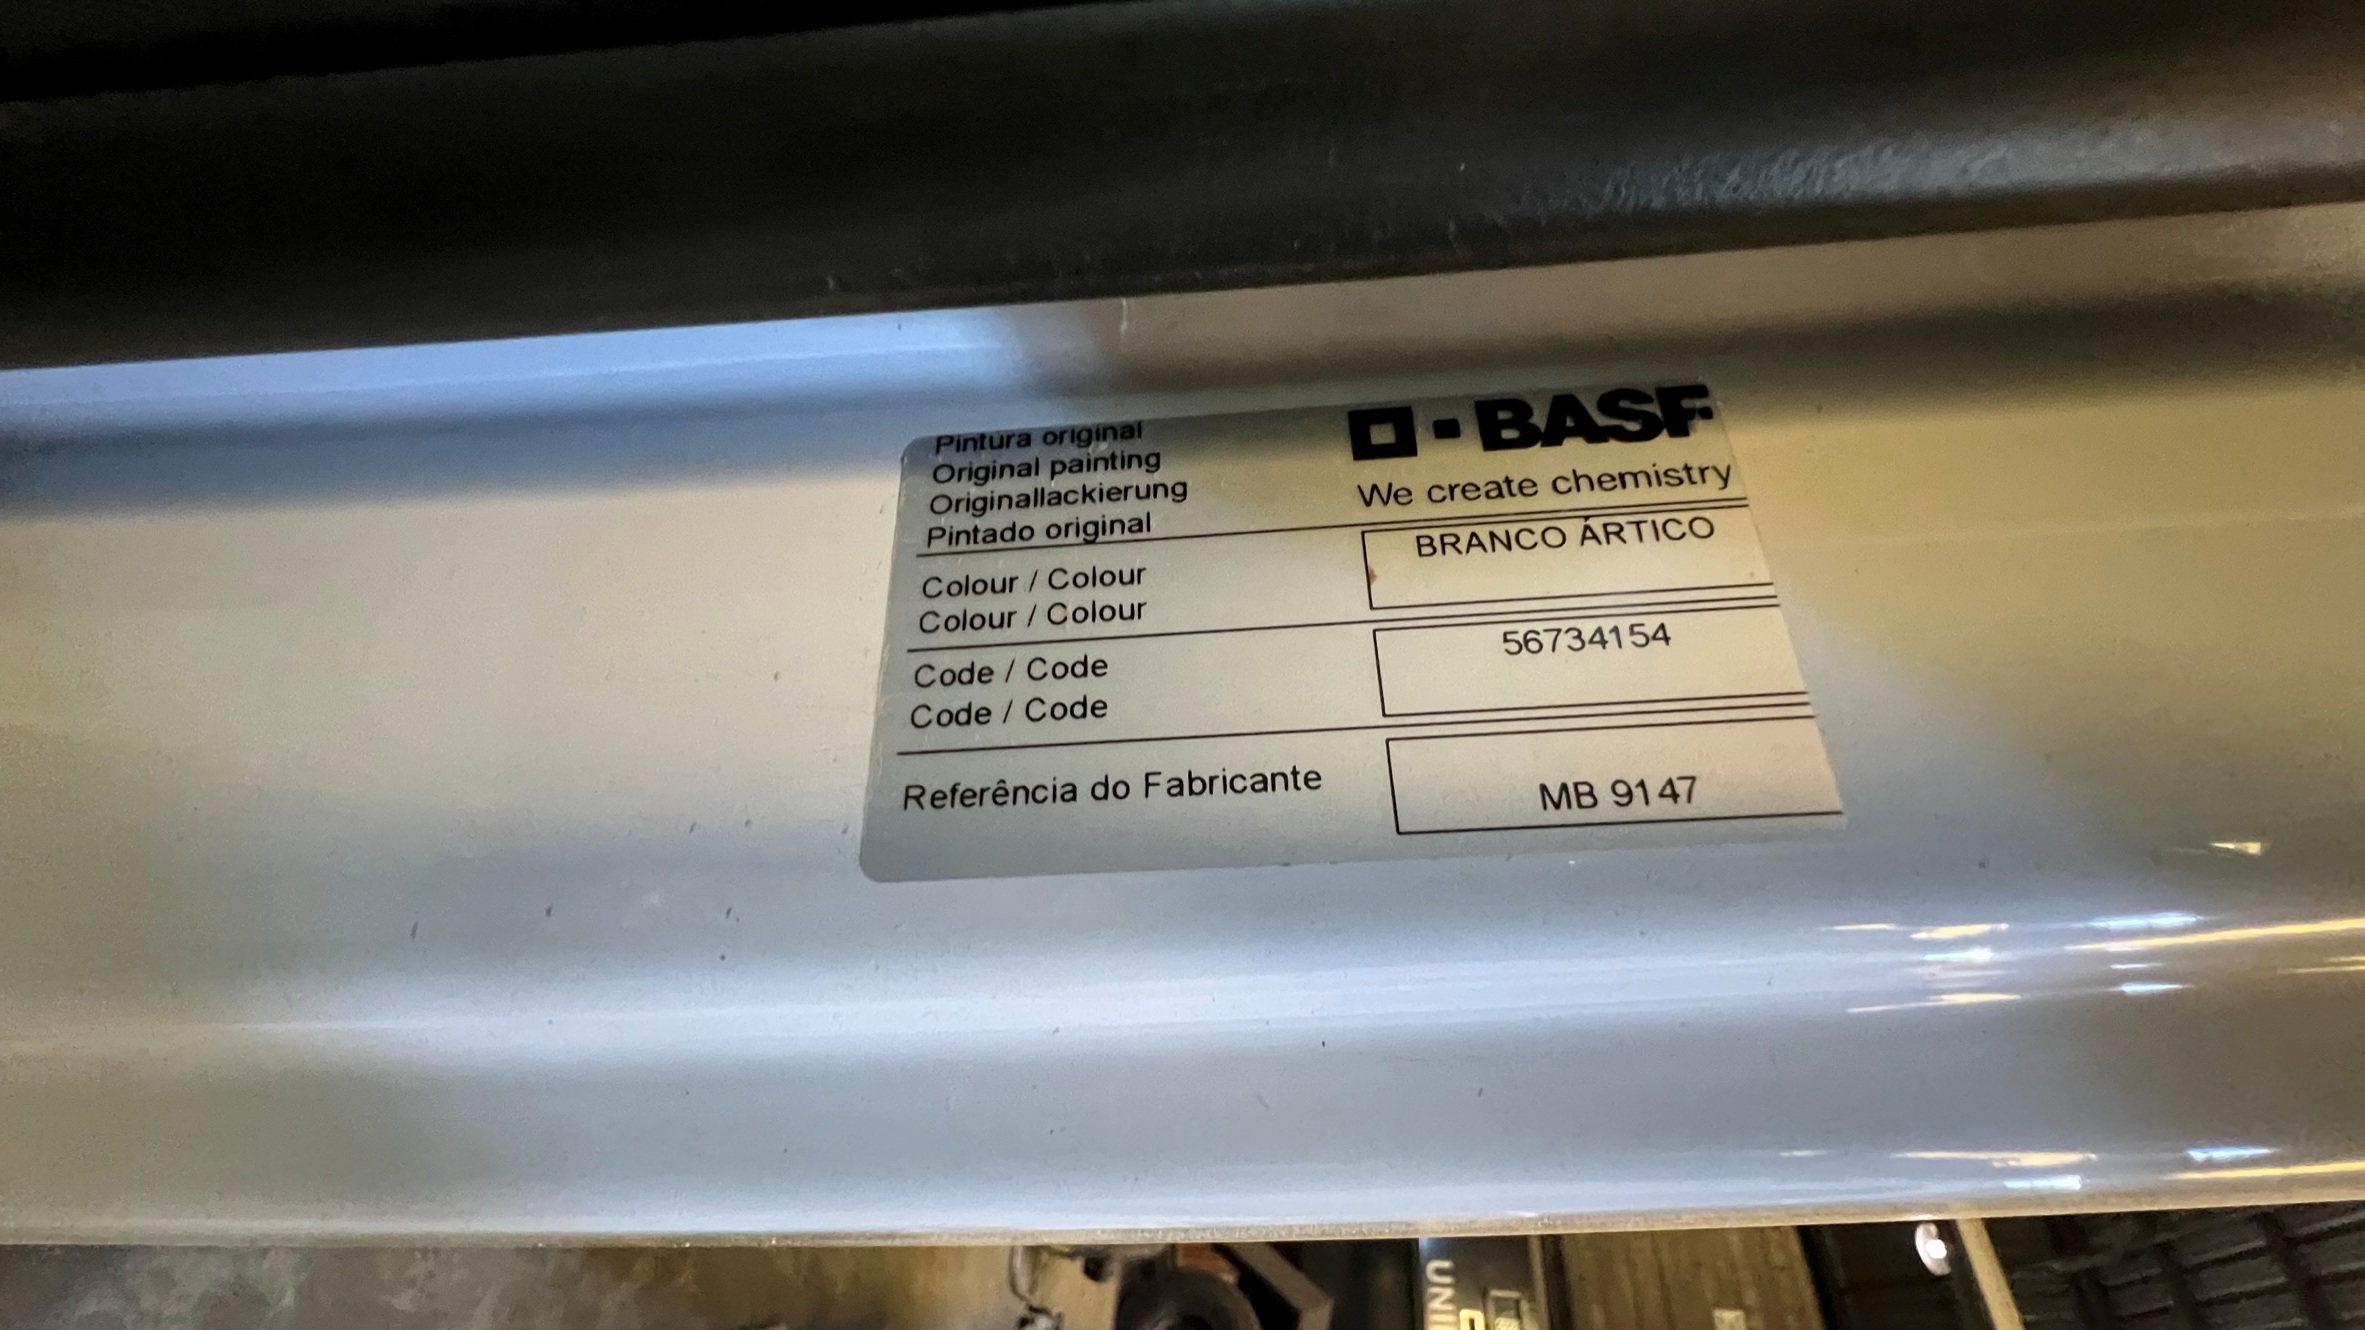 Pintura original
Original painting
Originallackierung
Pintado original
BASF
We create chemistry
Colour / Colour
Colour / Colour
BRANCO ÁRTICO
Code / Code
Code / Code
56734154
Referência do Fabricante
MB 9147